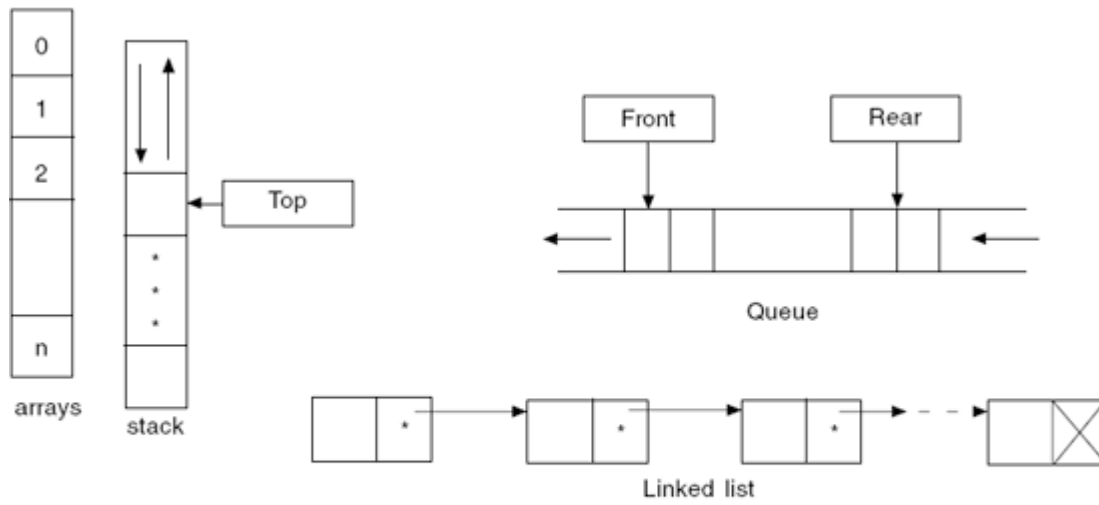 0
1
2
n
arrays
*
*
*
stack
Top
Front
Rear
Queue
*
*
*
Linked list